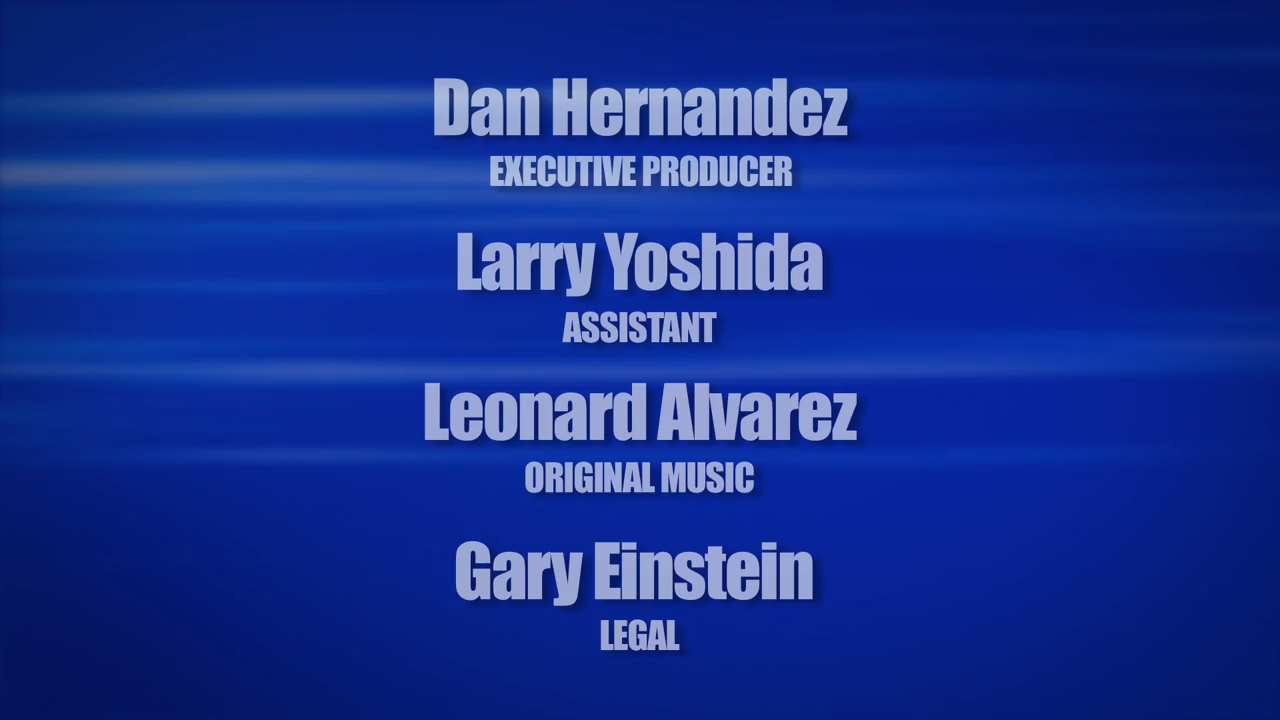 Dan Hernandez
EXECUTIVE PRODUCER
Larry Yoshida
ASSISTANT
Leonard Alvarez
ORIGINAL MUSIC
Gary Einstein
LEGAL